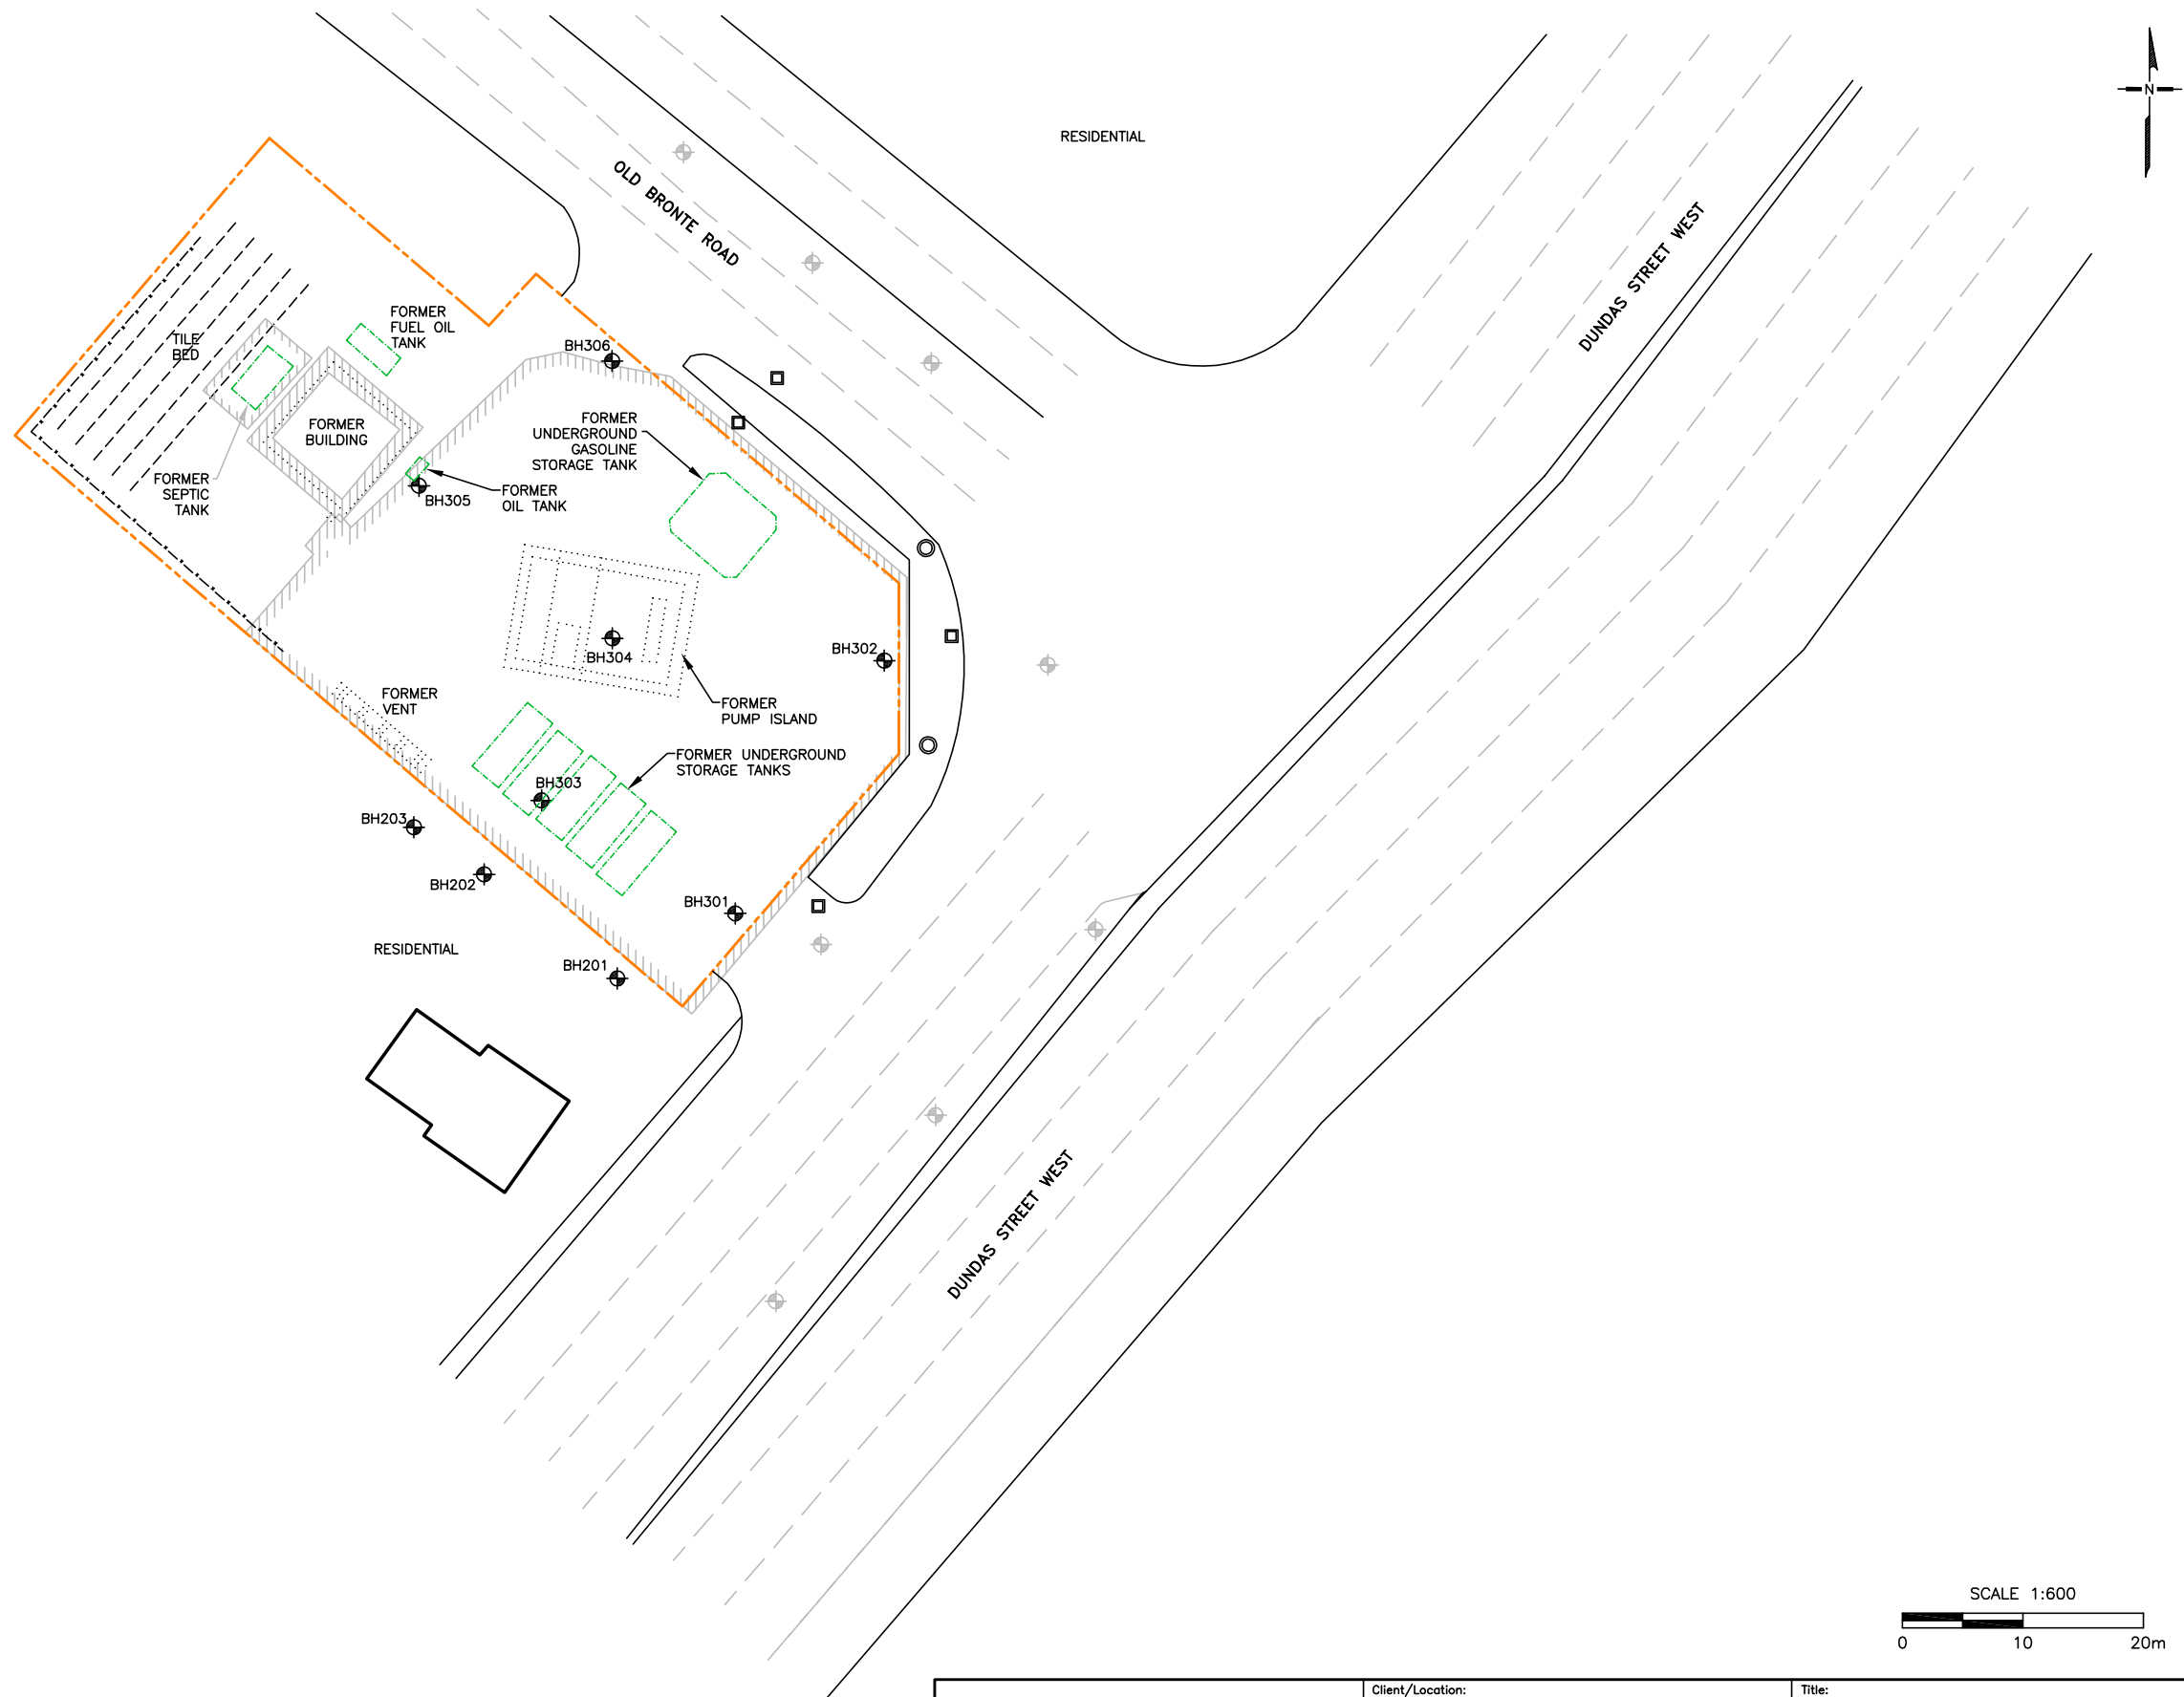 N
RESIDENTIAL
OLD BRONTE ROAD
DUNDAS STREET WEST
FORMER
FUEL OIL
TANK
TILE
BED
BH306
FORMER
BUILDING
FORMER
UNDERGROUND
GASOLINE
STORAGE TANK
FORMER
SEPTIC
TANK
BH305
FORMER
OIL TANK
BH304
BH302
FORMER
VENT
FORMER
PUMP ISLAND
FORMER UNDERGROUND
STORAGE TANKS
BH303
BH203
BH202
BH301
RESIDENTIAL
BH201
DUNDAS STREET WEST
SCALE 1:600
0 10 20m
Client/Location:
Title: